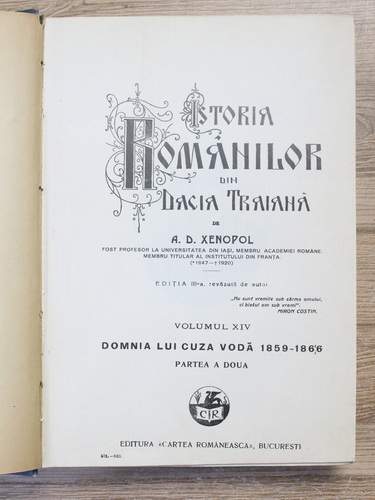 ISTORIA
ROMÂNILOR
DIN
DACIA TRAIANĂ
DE
A. D. XENOPOL
FOST PROFESOR LA UNIVERSITATEA DIN IAȘI, MEMBRU ACADEMIEI ROMÂNE,
MEMBRU TITULAR AL INSTITUTULUI DIN FRANȚA.
(*1847—†1920)
EDIȚIA III-a, revăzută de autor
„Nu sunt vremile sub cârma omului,
ci bietul om sub vremi".
MIRON COSTIN.
VOLUMUL XIV
DOMNIA LUI CUZA VODĂ 1859-1866
PARTEA A DOUA
CR
EDITURA «CARTEA ROMÂNEASCĂ», BUCUREȘTI